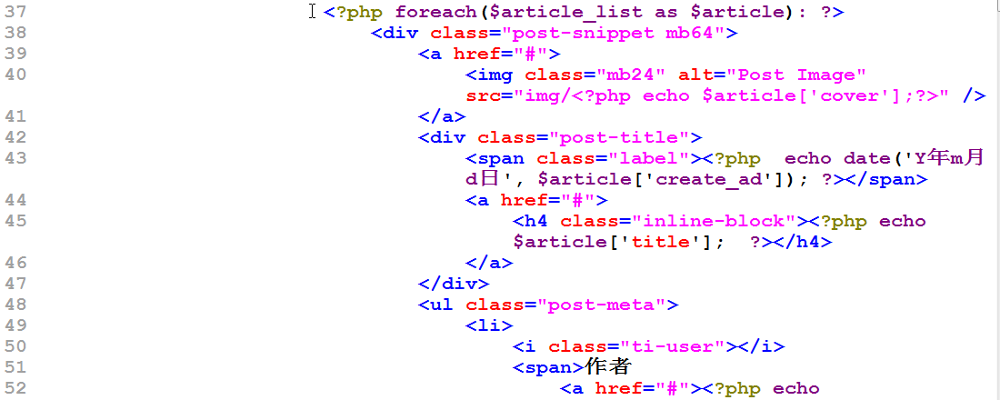 37 <?php foreach($article_list as $article): ?>
38 <div class="post-snippet mb64">
39 <a href="#">
40 <img class="mb24" alt="Post Image"
src="img/<?php echo $article['cover'];?>" />
41 </a>
42 <div class="post-title">
43 <span class="label"><?php  echo date('Y年m月
d日', $article['create_ad']); ?></span>
44 <a href="#">
45 <h4 class="inline-block"><?php echo
$article['title'];  ?></h4>
46 </a>
47 </div>
48 <ul class="post-meta">
49 <li>
50 <i class="ti-user"></i>
51 <span>作者
52 <a href="#"><?php echo